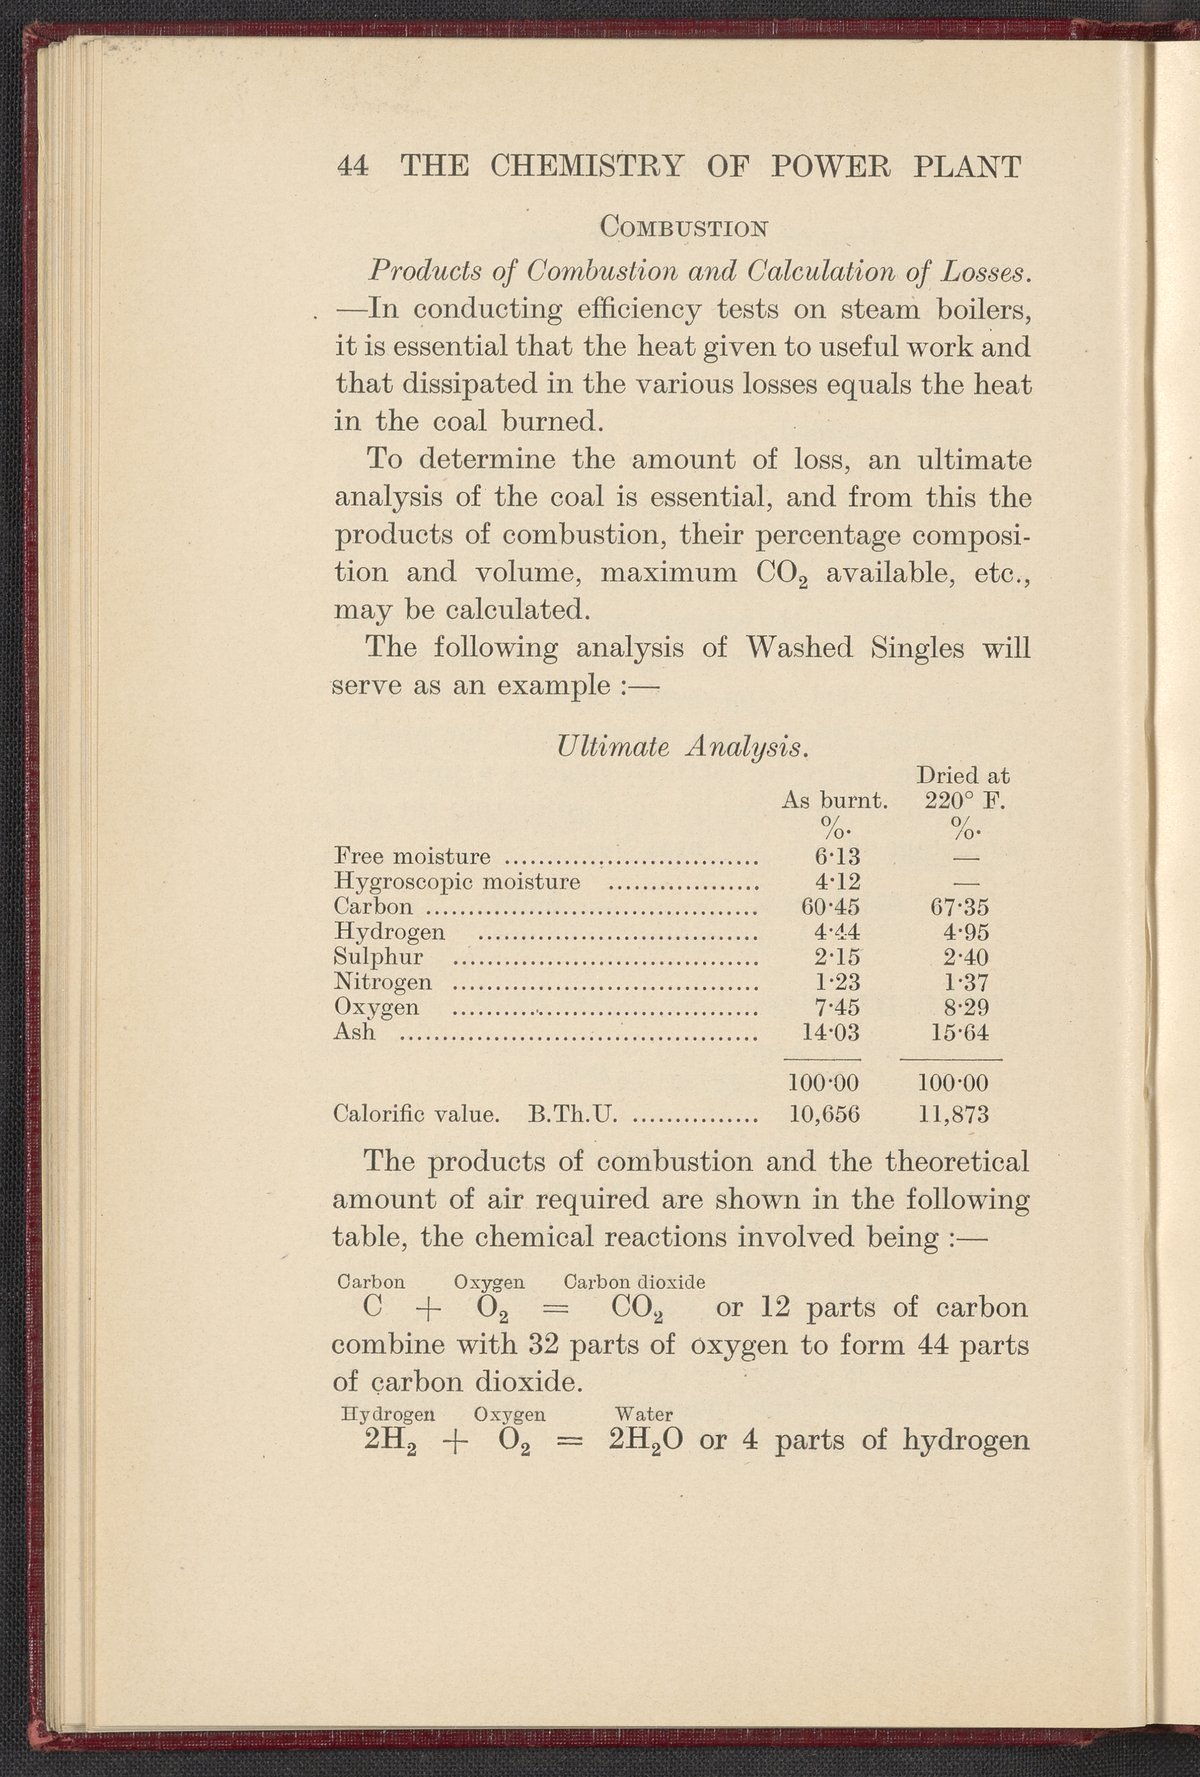 44 THE CHEMISTRY OF POWER PLANT
COMBUSTION
Products of Combustion and Calculation of Losses.
—In conducting efficiency tests on steam boilers,
it is essential that the heat given to useful work and
that dissipated in the various losses equals the heat
in the coal burned.
To determine the amount of loss, an ultimate
analysis of the coal is essential, and from this the
products of combustion, their percentage composi-
tion and volume, maximum CO₂ available, etc.,
may be calculated.
The following analysis of Washed Singles will
serve as an example :—
Ultimate Analysis.
Dried at
As burnt. 220° F.
%. %.
Free moisture .............................. 6·13 —
Hygroscopic moisture .................. 4·12 —
Carbon ....................................... 60·45 67·35
Hydrogen .................................. 4·44 4·95
Sulphur .................................... 2·15 2·40
Nitrogen .................................... 1·23 1·37
Oxygen .................................... 7·45 8·29
Ash .......................................... 14·03 15·64
100·00 100·00
Calorific value. B.Th.U. ............... 10,656 11,873
The products of combustion and the theoretical
amount of air required are shown in the following
table, the chemical reactions involved being :—
Carbon Oxygen Carbon dioxide
C + O₂ = CO₂ or 12 parts of carbon
combine with 32 parts of oxygen to form 44 parts
of carbon dioxide.
Hydrogen Oxygen Water
2H₂ + O₂ = 2H₂O or 4 parts of hydrogen